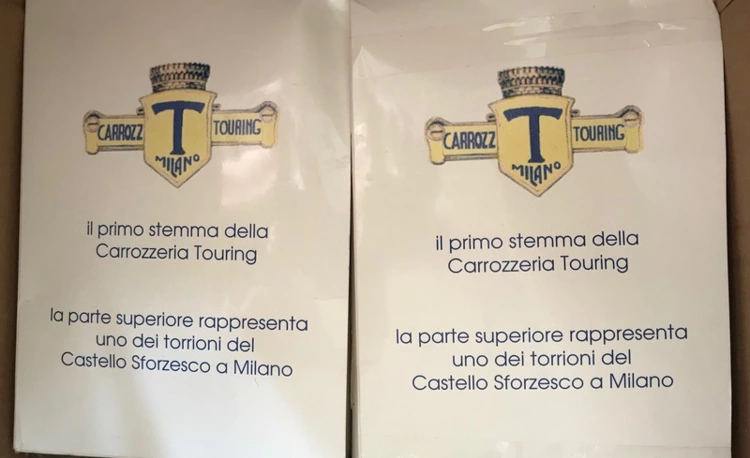 CARROZZ T TOURING
MILANO
il primo stemma della
Carrozzeria Touring
la parte superiore rappresenta
uno dei torrioni del
Castello Sforzesco a Milano
CARROZZ T TOURING
MILANO
il primo stemma della
Carrozzeria Touring
la parte superiore rappresenta
uno dei torrioni del
Castello Sforzesco a Milano